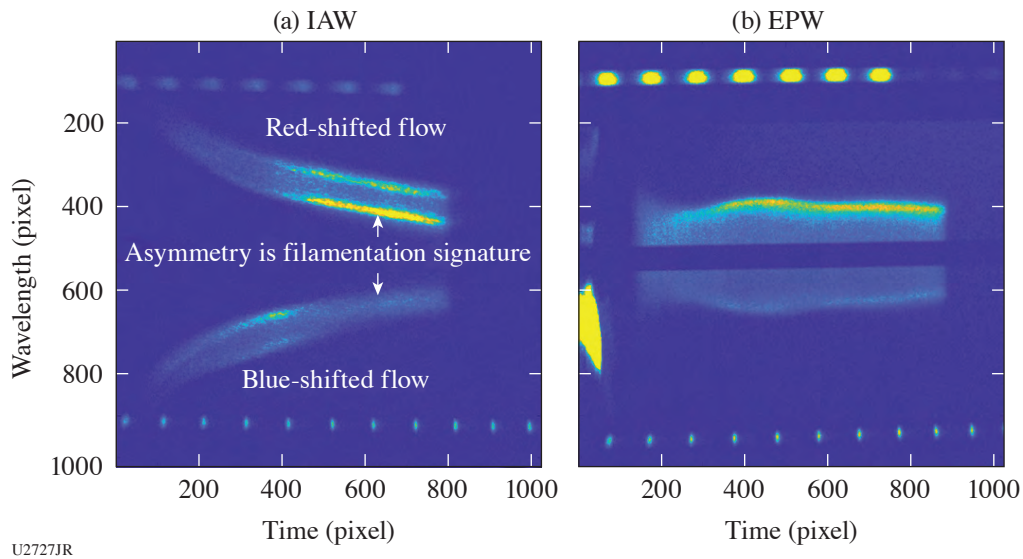 (a) IAW
(b) EPW
Wavelength (pixel)
200
400
600
800
1000
Red-shifted flow
Asymmetry is filamentation signature
Blue-shifted flow
200
400
600
800
1000
200
400
600
800
1000
Time (pixel)
Time (pixel)
U2727JR